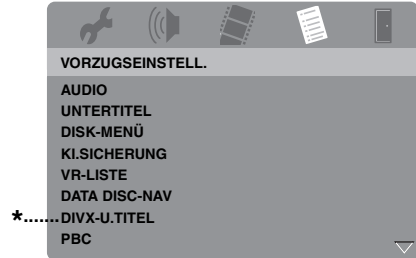 VORZUGSEINSTELL.
AUDIO
UNTERTITEL
DISK-MENÜ
KI.SICHERUNG
VR-LISTE
DATA DISC-NAV
*.......DIVX-U.TITEL
PBC